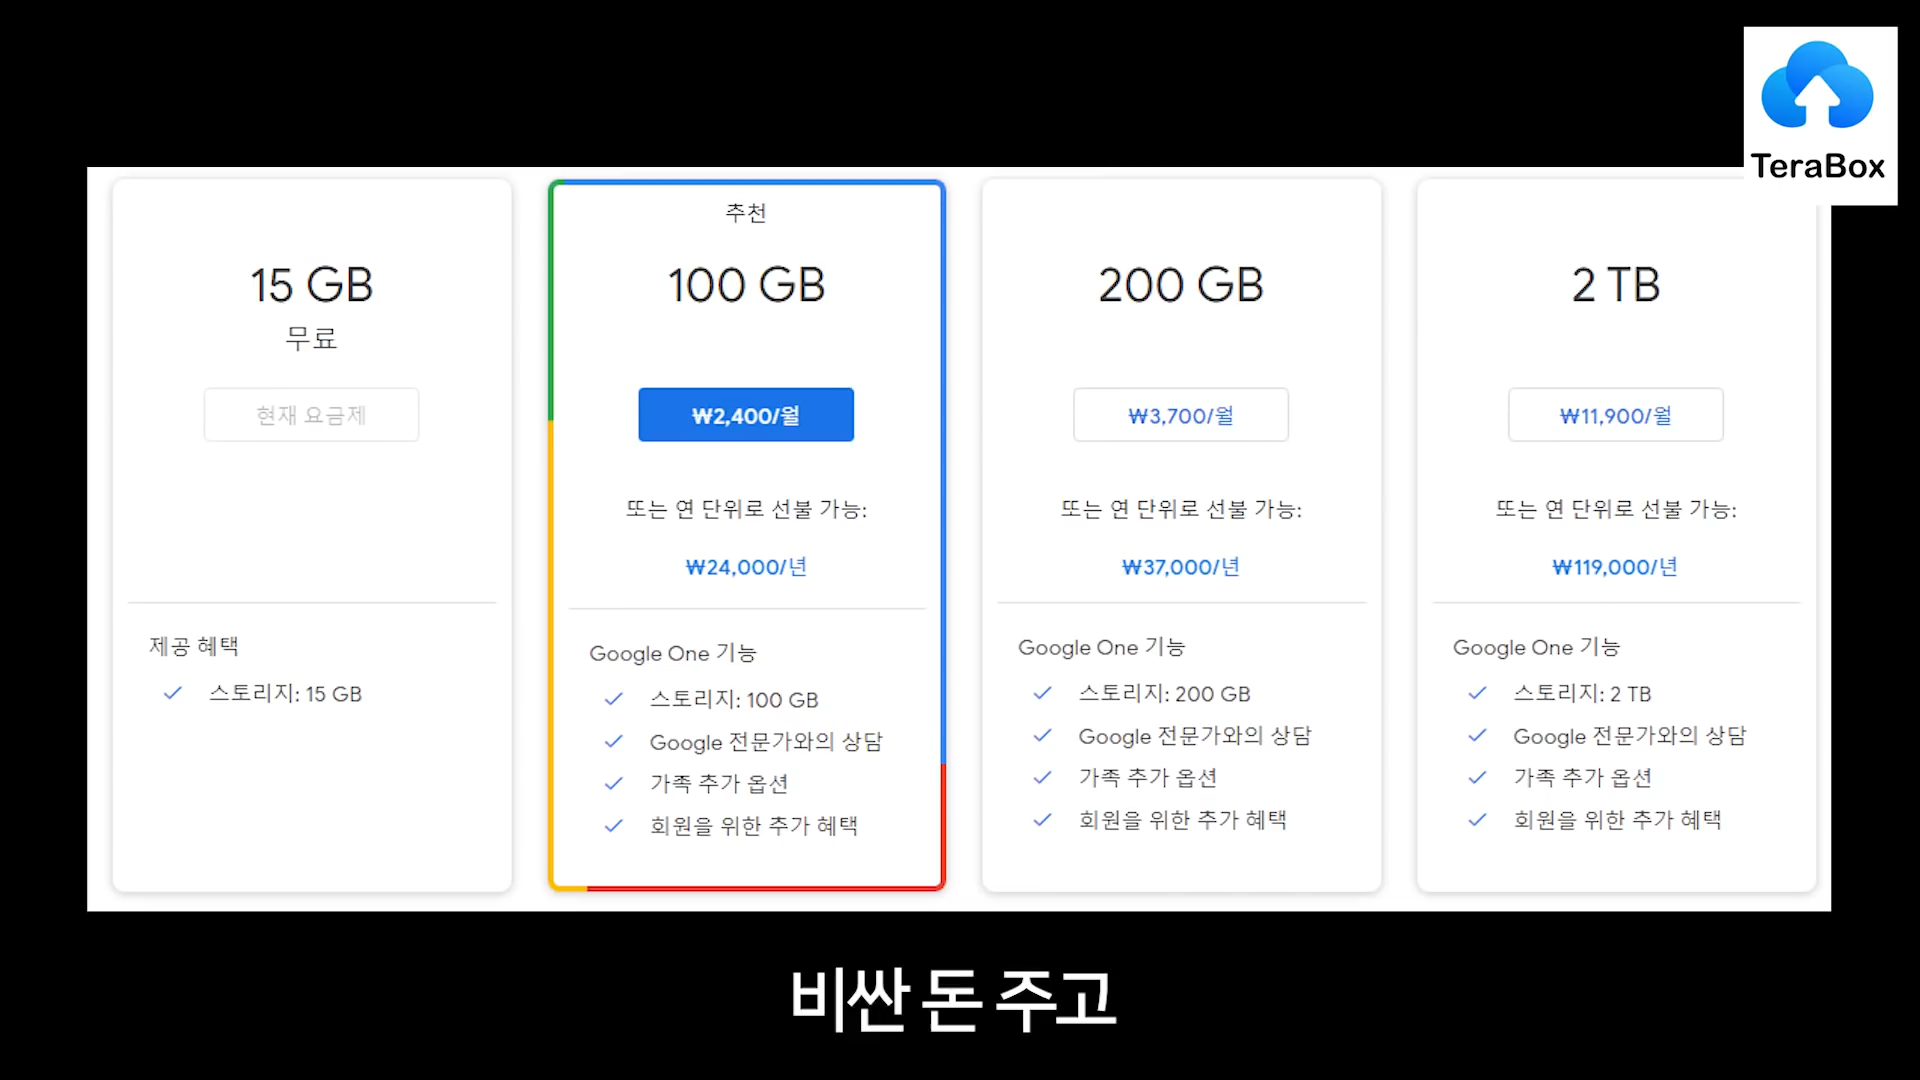 TeraBox
15 GB
무료
현재 요금제
제공 혜택
스토리지: 15 GB
추천
100 GB
₩2,400/월
또는 연 단위로 선불 가능:
₩24,000/년
Google One 기능
스토리지: 100 GB
Google 전문가와의 상담
가족 추가 옵션
회원을 위한 추가 혜택
200 GB
₩3,700/월
또는 연 단위로 선불 가능:
₩37,000/년
Google One 기능
스토리지: 200 GB
Google 전문가와의 상담
가족 추가 옵션
회원을 위한 추가 혜택
2 TB
₩11,900/월
또는 연 단위로 선불 가능:
₩119,000/년
Google One 기능
스토리지: 2 TB
Google 전문가와의 상담
가족 추가 옵션
회원을 위한 추가 혜택
비싼 돈 주고